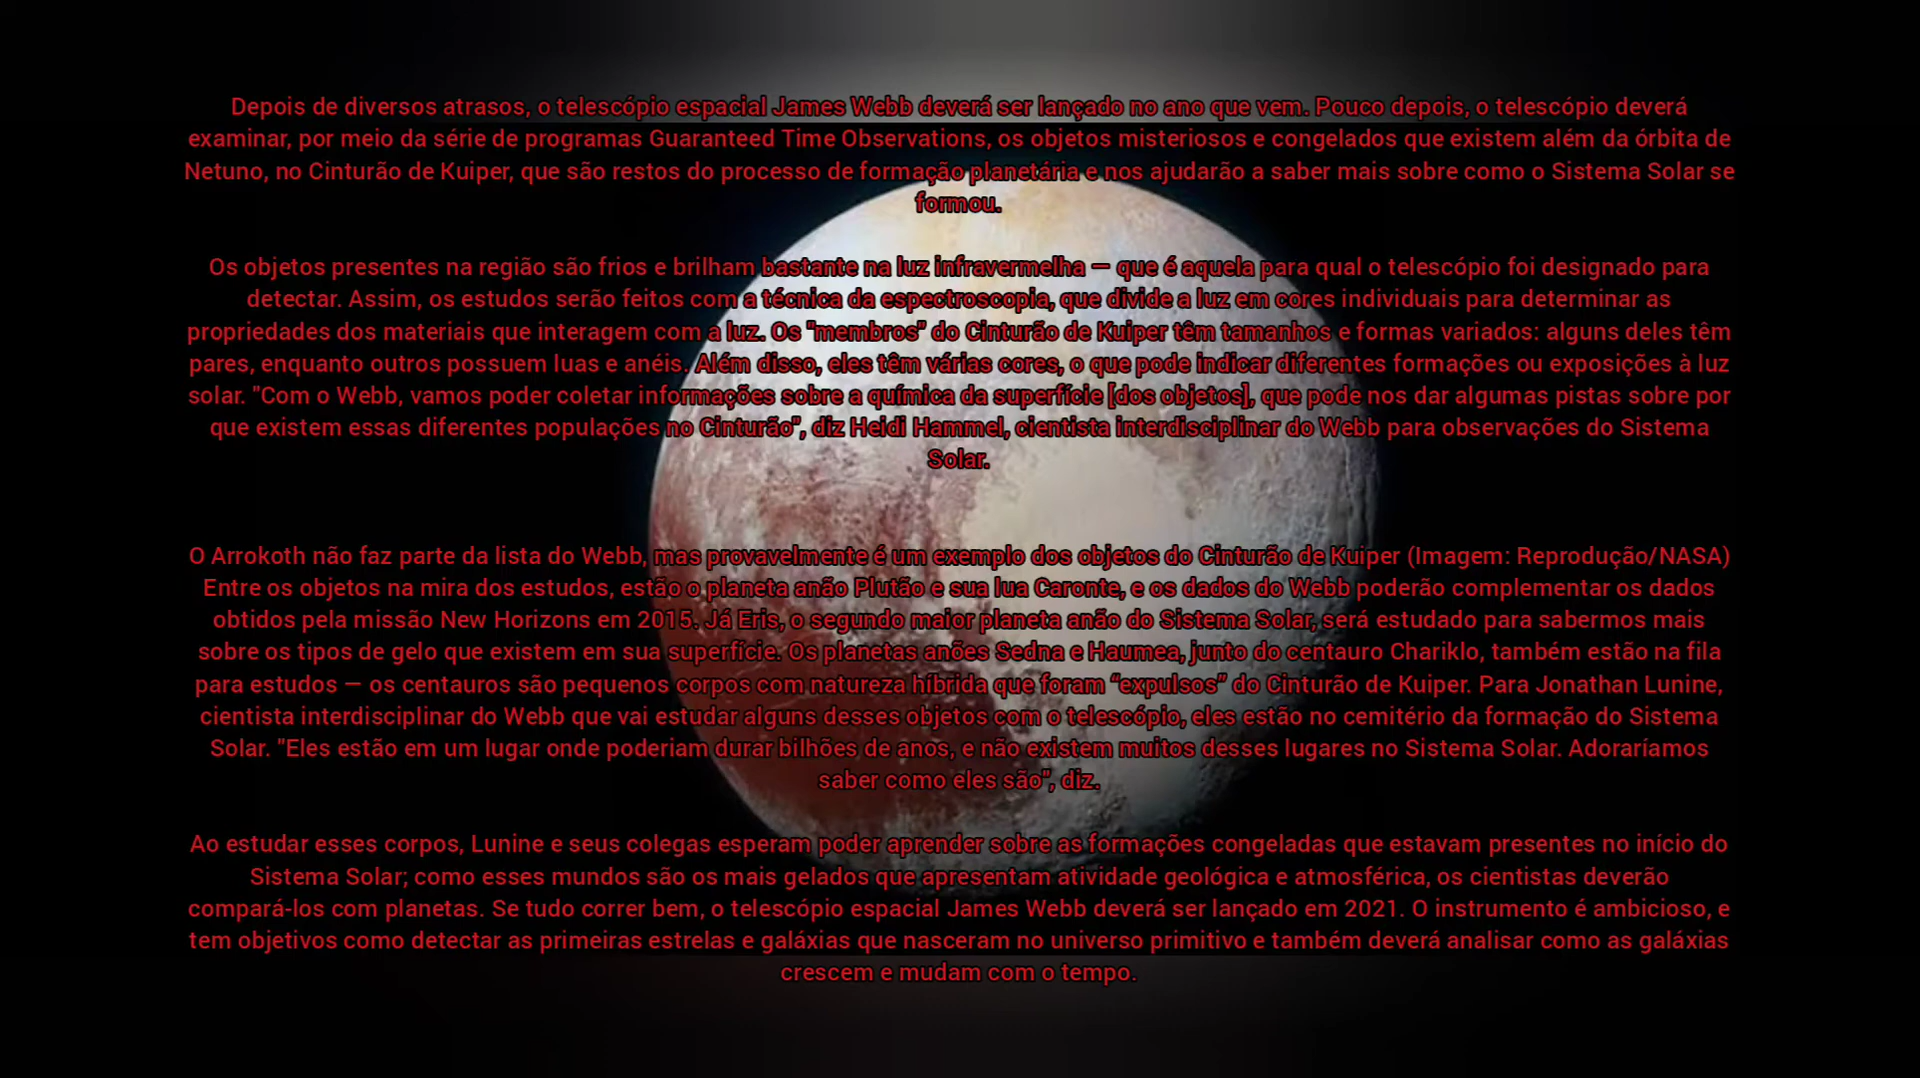 Depois de diversos atrasos, o telescópio espacial James Webb deverá ser lançado no ano que vem. Pouco depois, o telescópio deverá
examinar, por meio da série de programas Guaranteed Time Observations, os objetos misteriosos e congelados que existem além da órbita de
Netuno, no Cinturão de Kuiper, que são restos do processo de formação planetária e nos ajudarão a saber mais sobre como o Sistema Solar se
formou.
Os objetos presentes na região são frios e brilham bastante na luz infravermelha — que é aquela para qual o telescópio foi designado para
detectar. Assim, os estudos serão feitos com a técnica da espectroscopia, que divide a luz em cores individuais para determinar as
propriedades dos materiais que interagem com a luz. Os "membros” do Cinturão de Kuiper têm tamanhos e formas variados: alguns deles têm
pares, enquanto outros possuem luas e anéis. Além disso, eles têm várias cores, o que pode indicar diferentes formações ou exposições à luz
solar. "Com o Webb, vamos poder coletar informações sobre a química da superfície [dos objetos], que pode nos dar algumas pistas sobre por
que existem essas diferentes populações no Cinturão”, diz Heidi Hammel, cientista interdisciplinar do Webb para observações do Sistema
Solar.
O Arrokoth não faz parte da lista do Webb, mas provavelmente é um exemplo dos objetos do Cinturão de Kuiper (Imagem: Reprodução/NASA)
Entre os objetos na mira dos estudos, estão o planeta anão Plutão e sua lua Caronte, e os dados do Webb poderão complementar os dados
obtidos pela missão New Horizons em 2015. Já Eris, o segundo maior planeta anão do Sistema Solar, será estudado para sabermos mais
sobre os tipos de gelo que existem em sua superfície. Os planetas anões Sedna e Haumea, junto do centauro Chariklo, também estão na fila
para estudos — os centauros são pequenos corpos com natureza híbrida que foram “expulsos” do Cinturão de Kuiper. Para Jonathan Lunine,
cientista interdisciplinar do Webb que vai estudar alguns desses objetos com o telescópio, eles estão no cemitério da formação do Sistema
Solar. "Eles estão em um lugar onde poderiam durar bilhões de anos, e não existem muitos desses lugares no Sistema Solar. Adoraríamos
saber como eles são", diz.
Ao estudar esses corpos, Lunine e seus colegas esperam poder aprender sobre as formações congeladas que estavam presentes no início do
Sistema Solar; como esses mundos são os mais gelados que apresentam atividade geológica e atmosférica, os cientistas deverão
compará-los com planetas. Se tudo correr bem, o telescópio espacial James Webb deverá ser lançado em 2021. O instrumento é ambicioso, e
tem objetivos como detectar as primeiras estrelas e galáxias que nasceram no universo primitivo e também deverá analisar como as galáxias
crescem e mudam com o tempo.